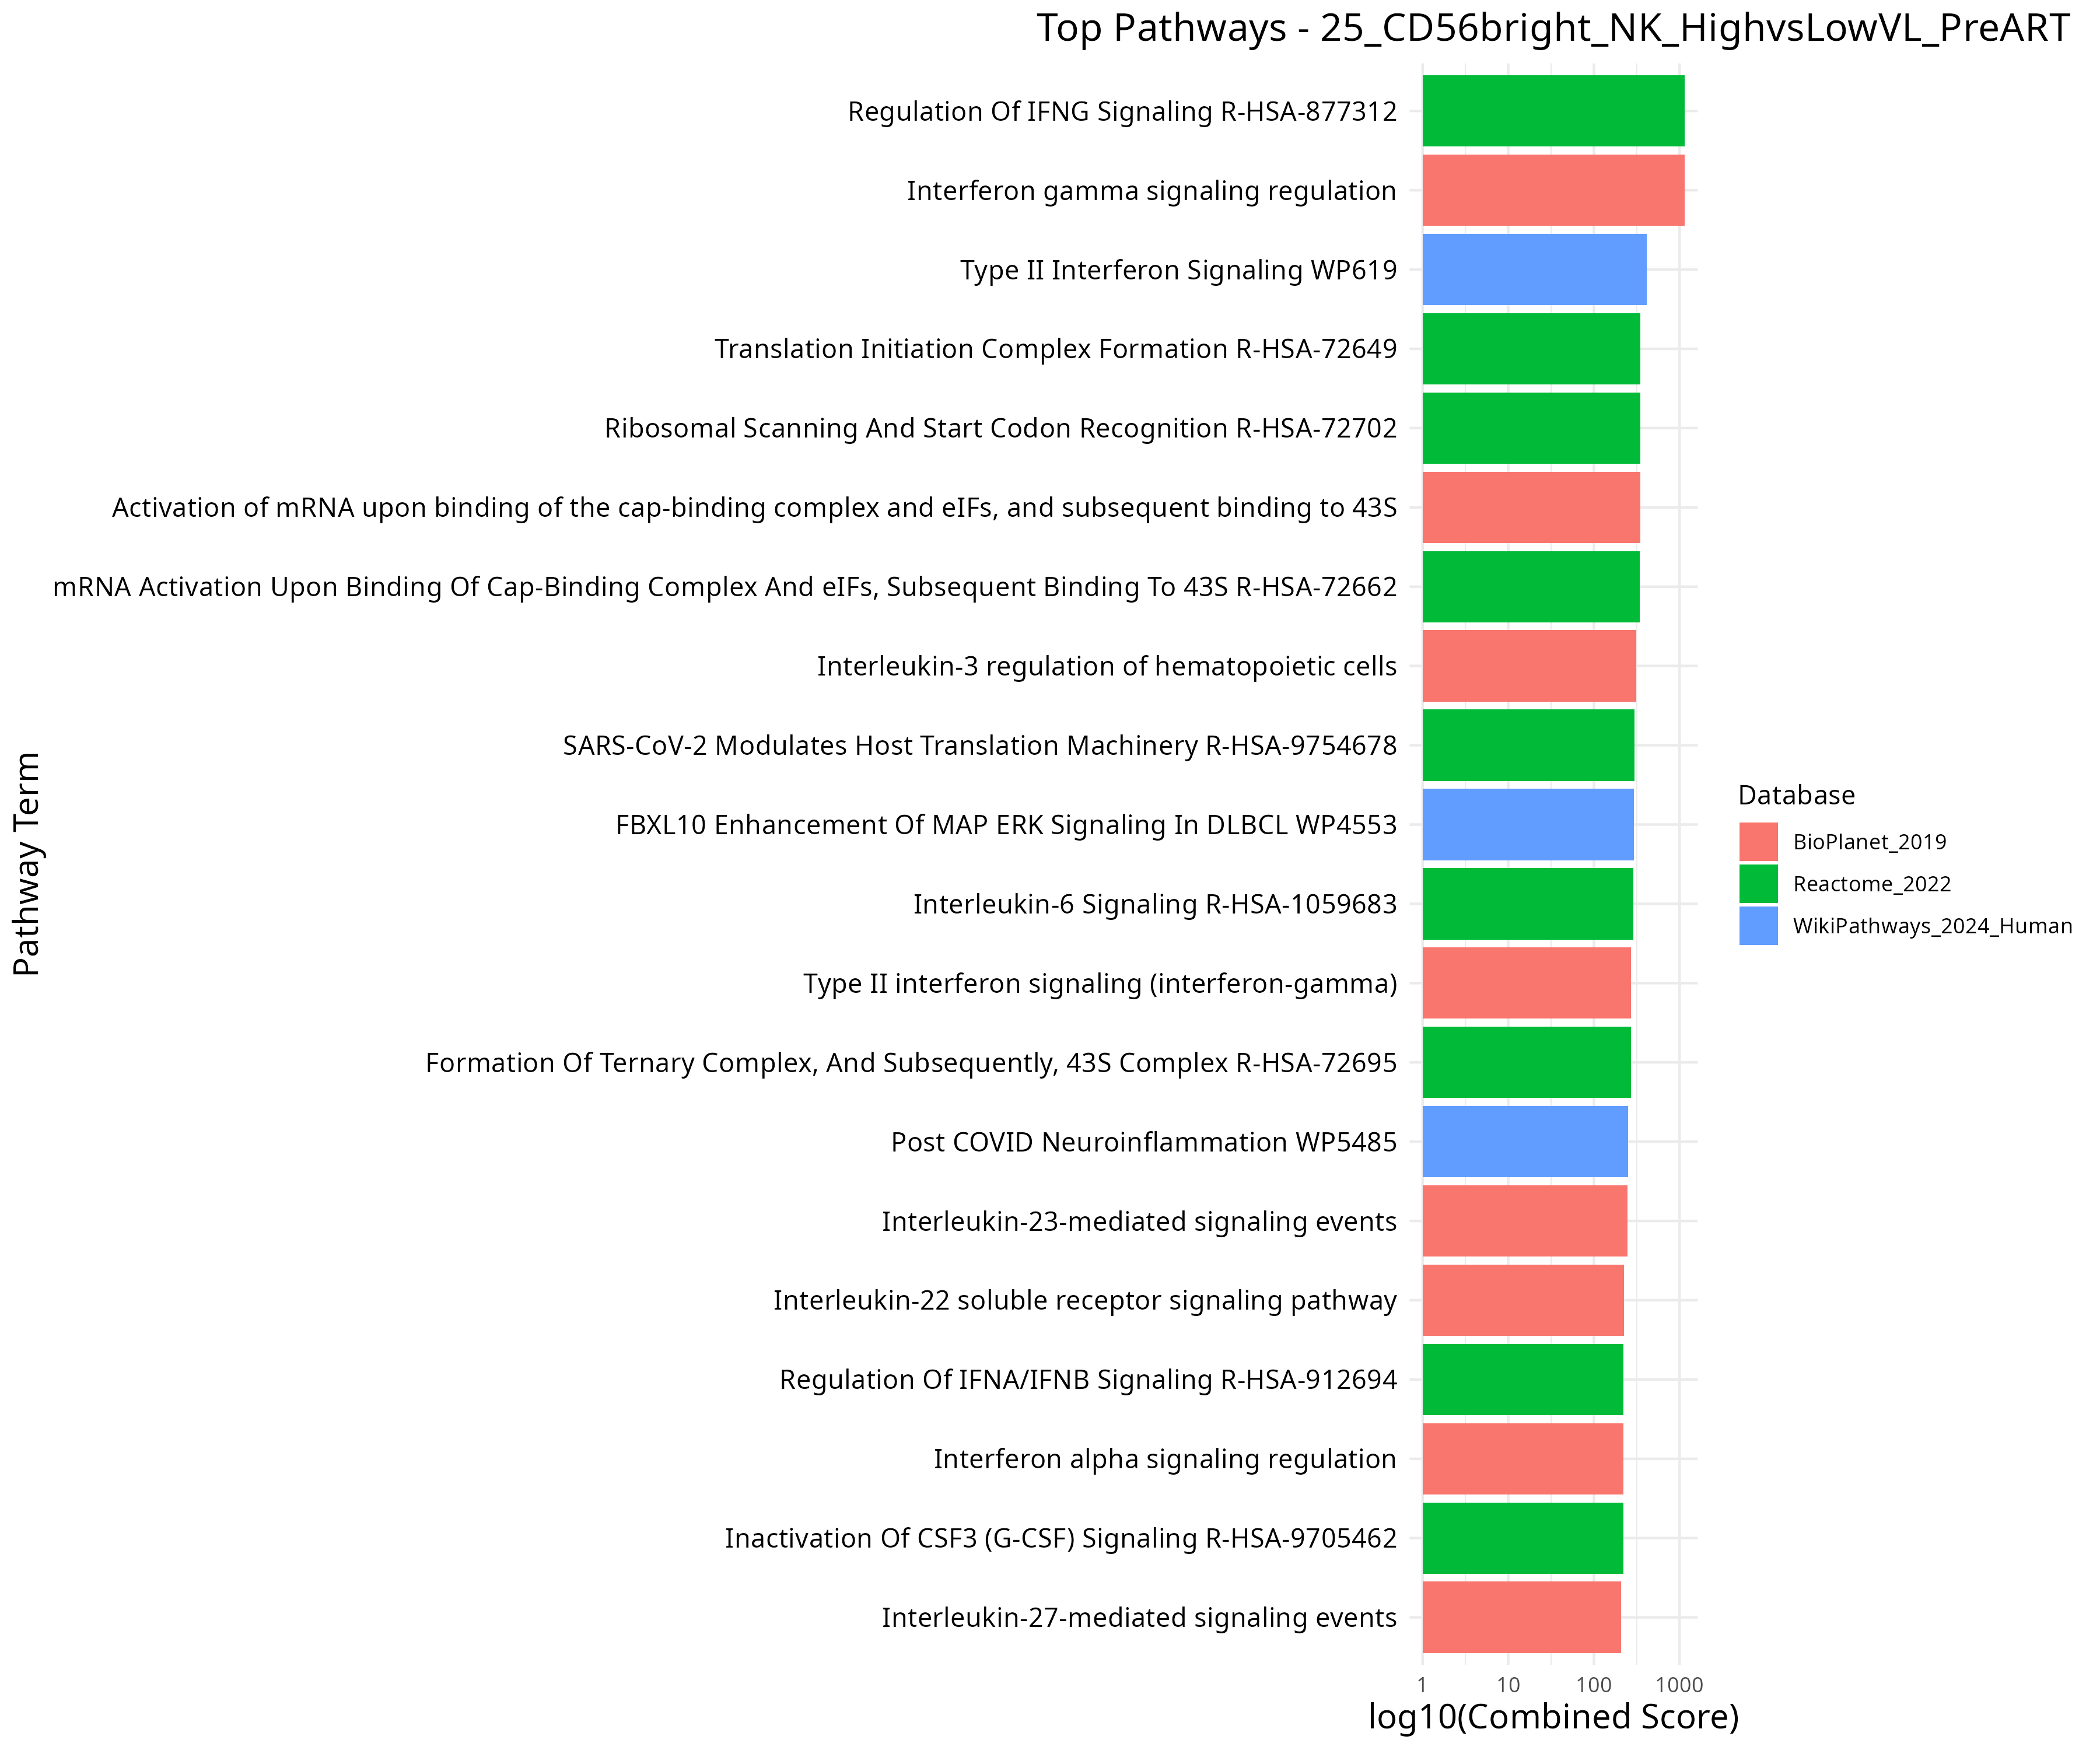 Top Pathways - 25_CD56bright_NK_HighvsLowVL_PreART
Pathway Term
Regulation Of IFNG Signaling R-HSA-877312
Interferon gamma signaling regulation
Type II Interferon Signaling WP619
Translation Initiation Complex Formation R-HSA-72649
Ribosomal Scanning And Start Codon Recognition R-HSA-72702
Activation of mRNA upon binding of the cap-binding complex and eIFs, and subsequent binding to 43S
mRNA Activation Upon Binding Of Cap-Binding Complex And eIFs, Subsequent Binding To 43S R-HSA-72662
Interleukin-3 regulation of hematopoietic cells
SARS-CoV-2 Modulates Host Translation Machinery R-HSA-9754678
FBXL10 Enhancement Of MAP ERK Signaling In DLBCL WP4553
Interleukin-6 Signaling R-HSA-1059683
Type II interferon signaling (interferon-gamma)
Formation Of Ternary Complex, And Subsequently, 43S Complex R-HSA-72695
Post COVID Neuroinflammation WP5485
Interleukin-23-mediated signaling events
Interleukin-22 soluble receptor signaling pathway
Regulation Of IFNA/IFNB Signaling R-HSA-912694
Interferon alpha signaling regulation
Inactivation Of CSF3 (G-CSF) Signaling R-HSA-9705462
Interleukin-27-mediated signaling events
1 10 100 1000
log10(Combined Score)
Database
BioPlanet_2019
Reactome_2022
WikiPathways_2024_Human